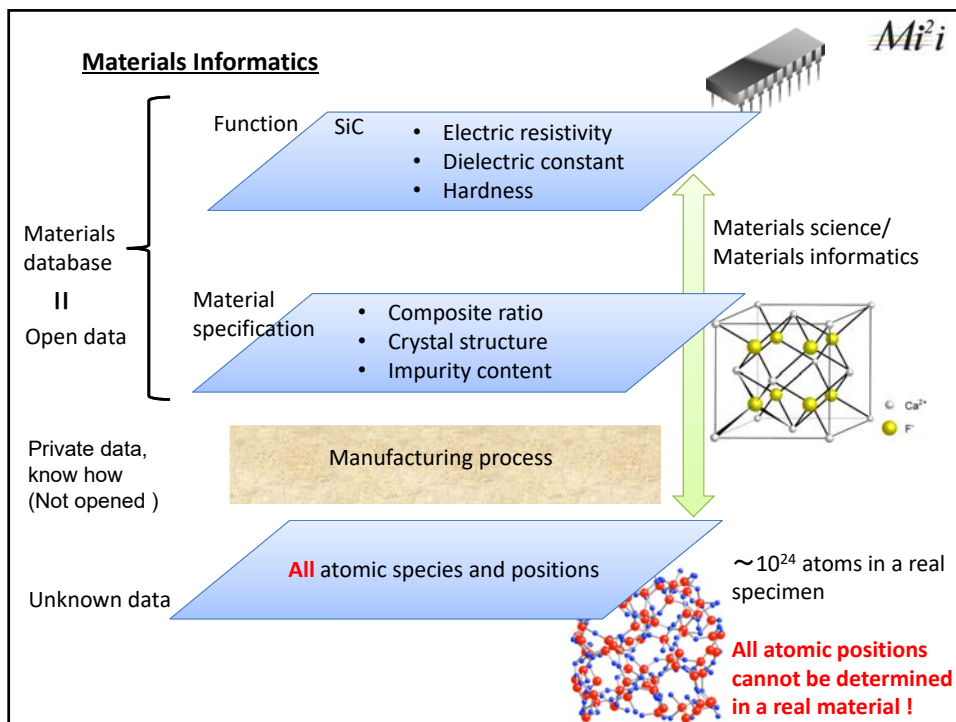 Mi²i
Materials Informatics
Function
SiC
• Electric resistivity
• Dielectric constant
• Hardness
Materials
database
=
Open data
Materials science/
Materials informatics
Material
specification
• Composite ratio
• Crystal structure
• Impurity content
Ca²⁺
F⁻
Private data,
know how
(Not opened )
Manufacturing process
All atomic species and positions
Unknown data
~10²⁴ atoms in a real
specimen
All atomic positions
cannot be determined
in a real material !